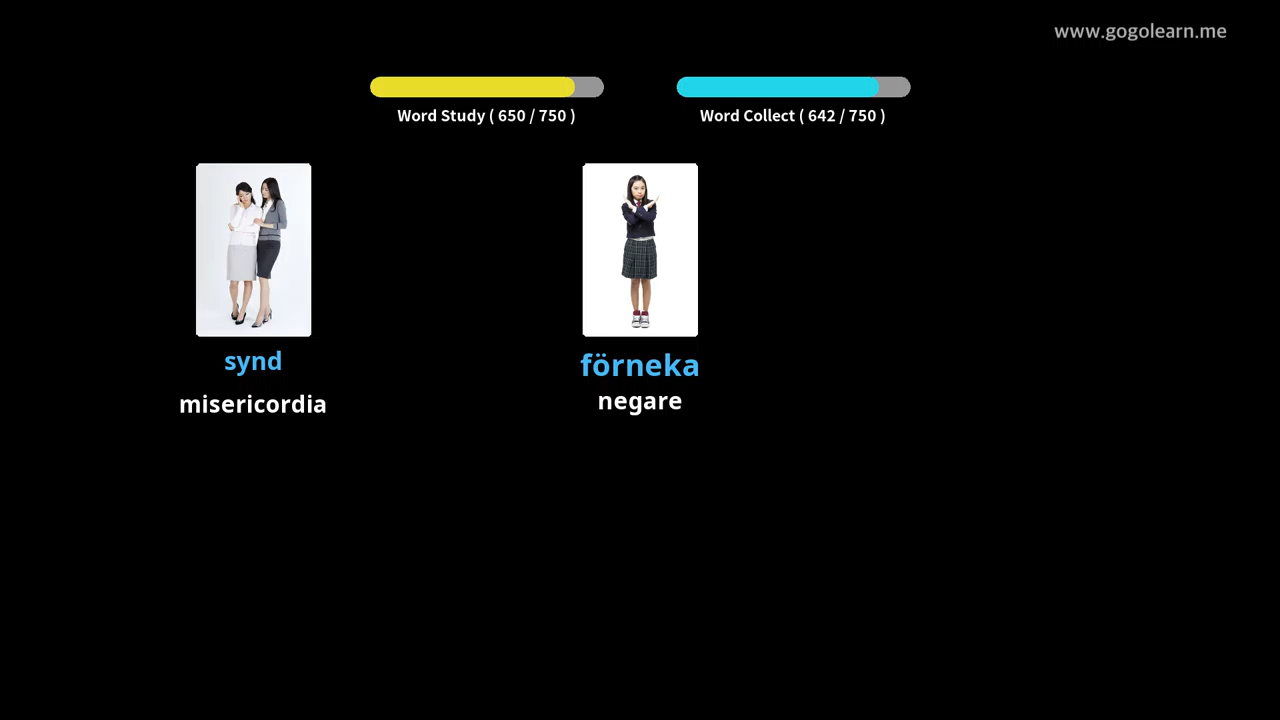 www.gogolearn.me
Word Study ( 650 / 750 )
Word Collect ( 642 / 750 )
synd
misericordia
förneka
negare